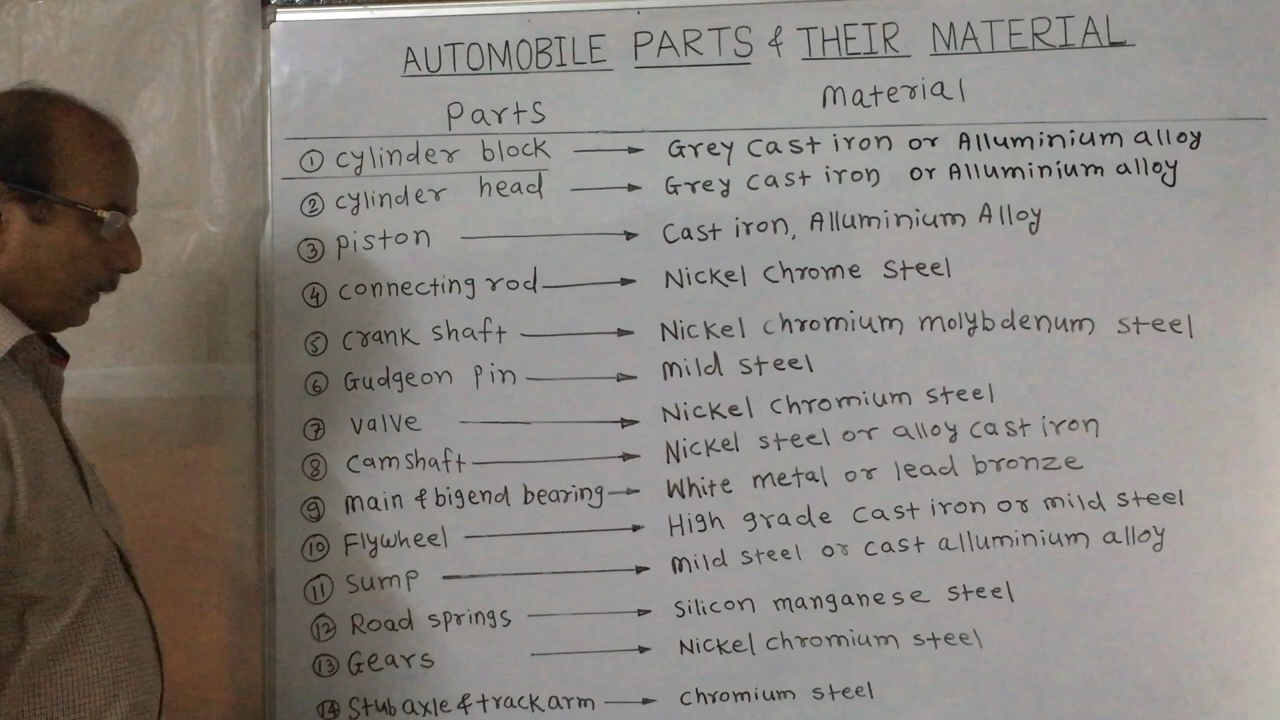 AUTOMOBILE PARTS & THEIR MATERIAL
Parts Material
① cylinder block → Grey cast iron or Alluminium alloy
② cylinder head → Grey cast iron or Alluminium alloy
③ piston → Cast iron, Alluminium Alloy
④ connecting rod → Nickel chrome steel
⑤ crank shaft → Nickel chromium molybdenum steel
⑥ Gudgeon pin → mild steel
⑦ valve → Nickel chromium steel
⑧ camshaft → Nickel steel or alloy cast iron
⑨ main & bigend bearing → White metal or lead bronze
⑩ Flywheel → High grade cast iron or mild steel
⑪ sump → mild steel or cast alluminium alloy
⑫ Road springs → silicon manganese steel
⑬ Gears → Nickel chromium steel
⑭ Stub axle & track arm → chromium steel